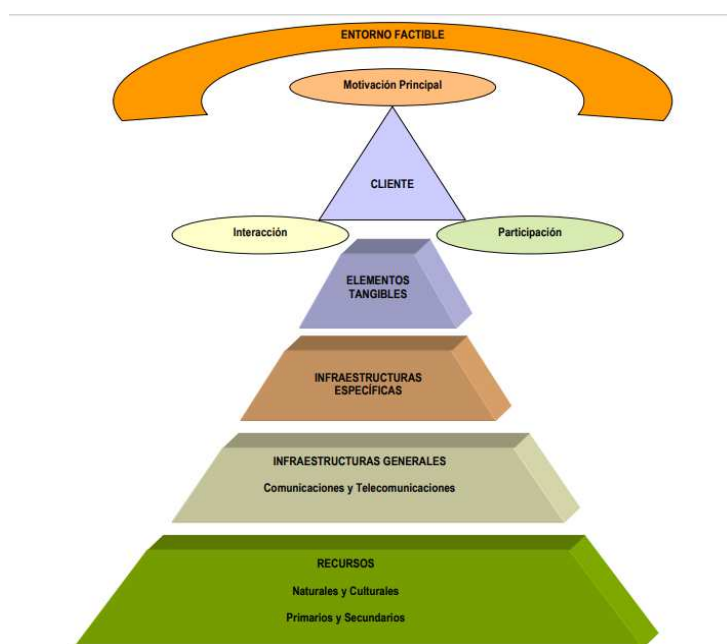 ENTORNO FACTIBLE
Motivación Principal
CLIENTE
Interacción
Participación
ELEMENTOS
TANGIBLES
INFRAESTRUCTURAS
ESPECÍFICAS
INFRAESTRUCTURAS GENERALES
Comunicaciones y Telecomunicaciones
RECURSOS
Naturales y Culturales
Primarios y Secundarios